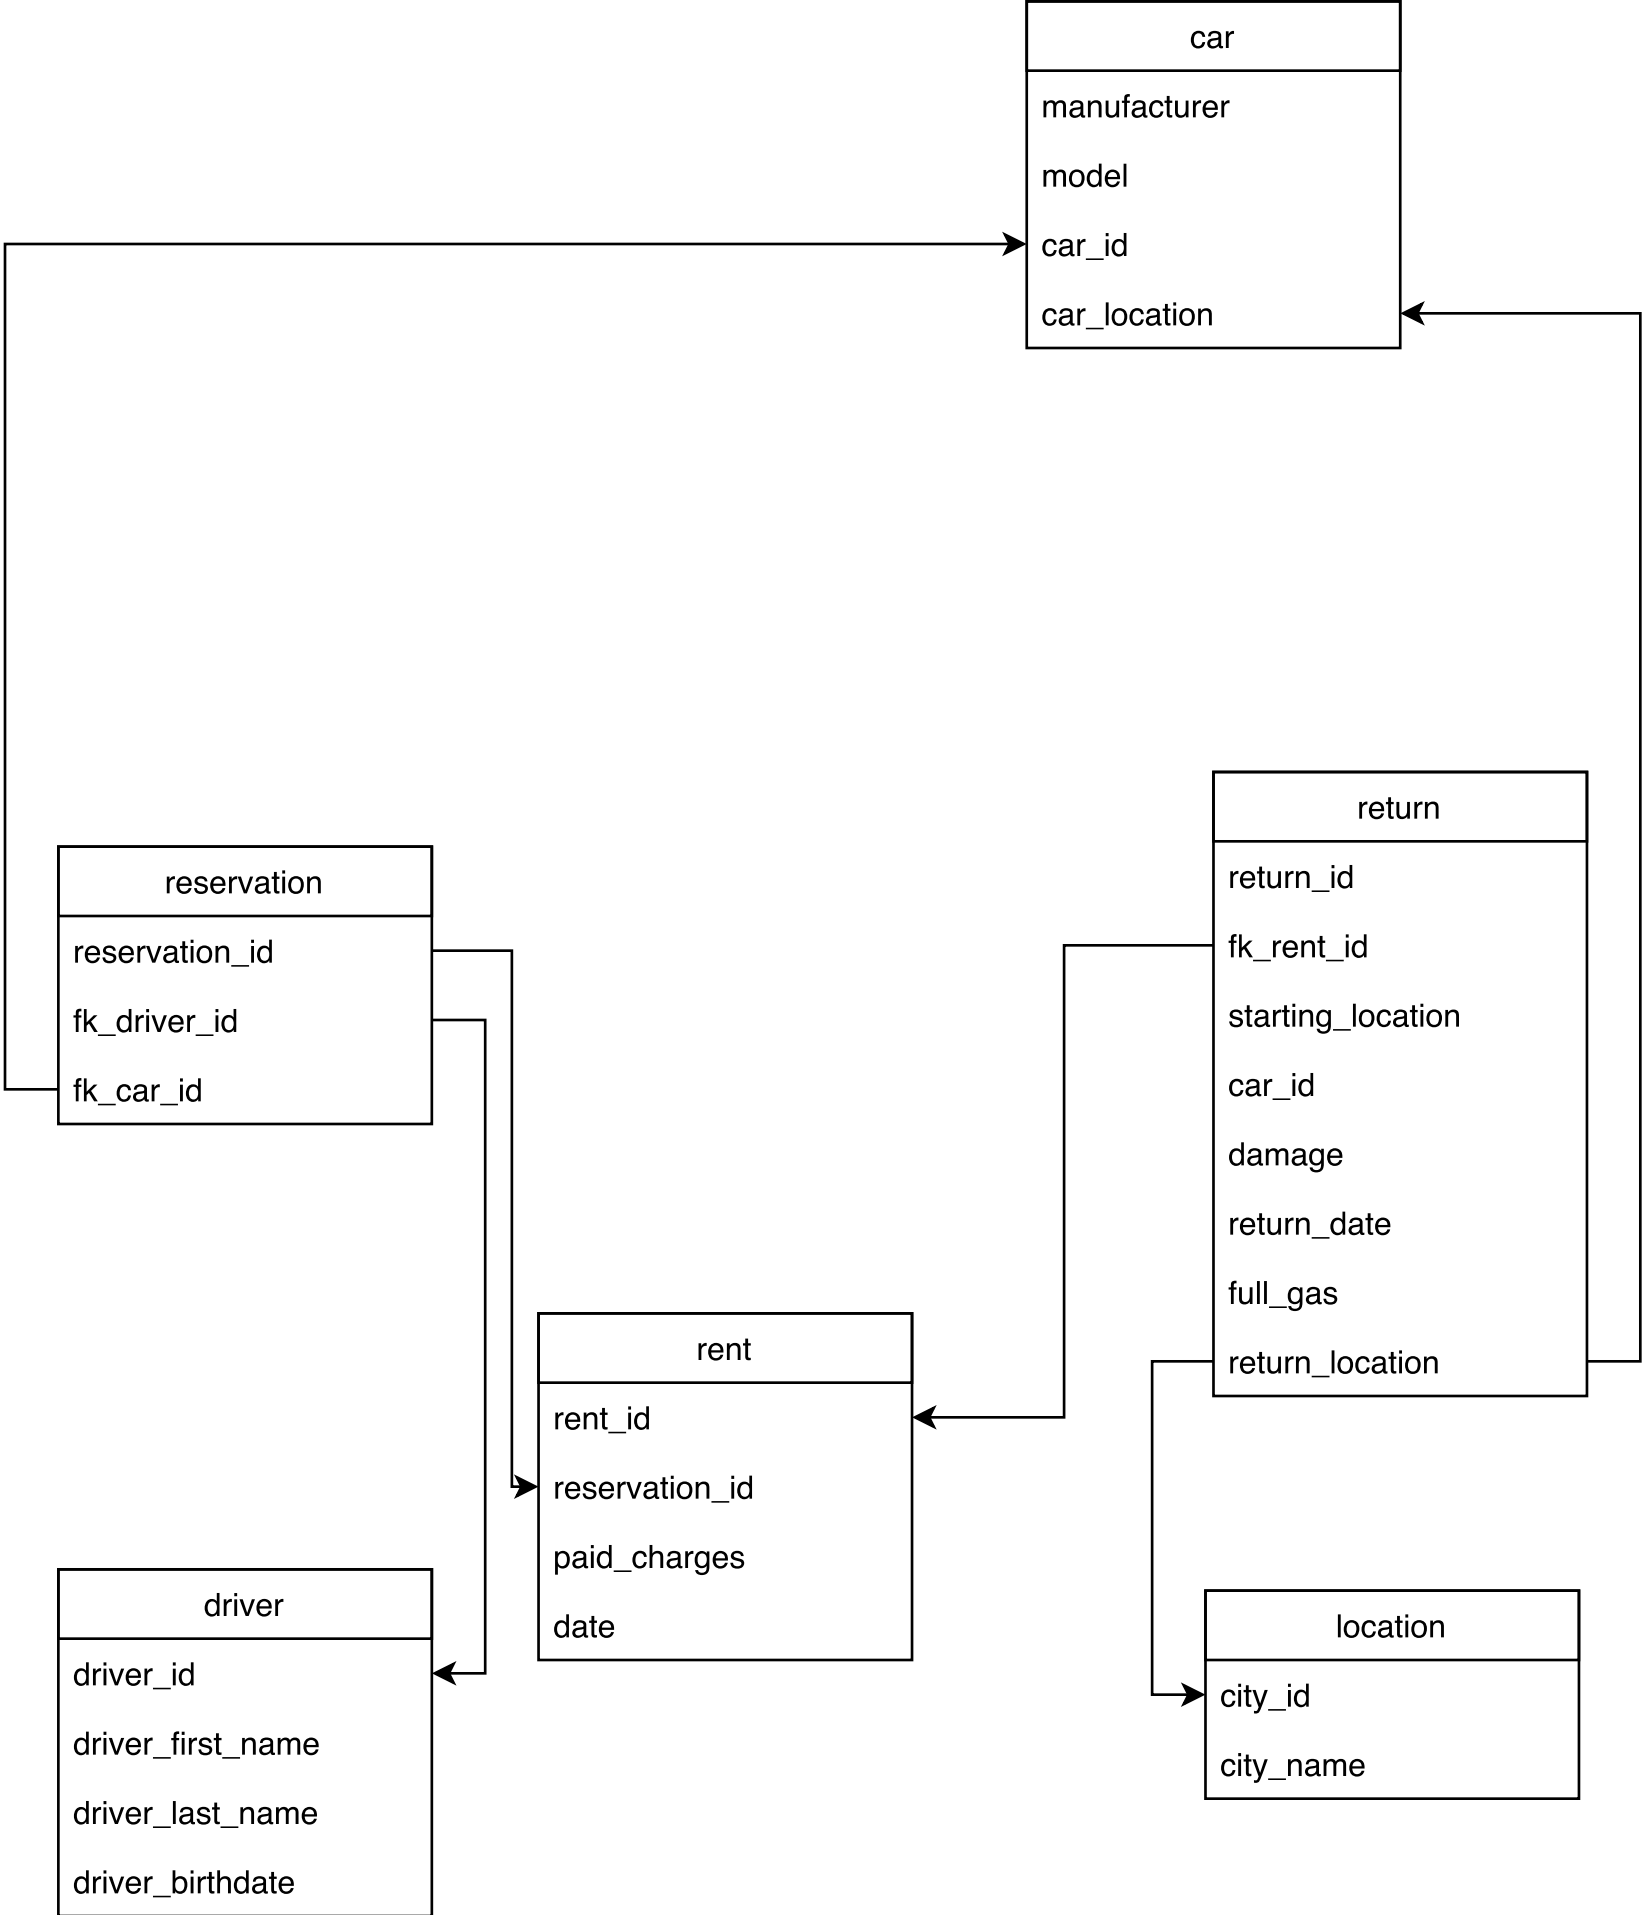 car
manufacturer
model
car_id
car_location
return
return_id
fk_rent_id
starting_location
car_id
damage
return_date
full_gas
return_location
reservation
reservation_id
fk_driver_id
fk_car_id
rent
rent_id
reservation_id
paid_charges
date
driver
driver_id
driver_first_name
driver_last_name
driver_birthdate
location
city_id
city_name